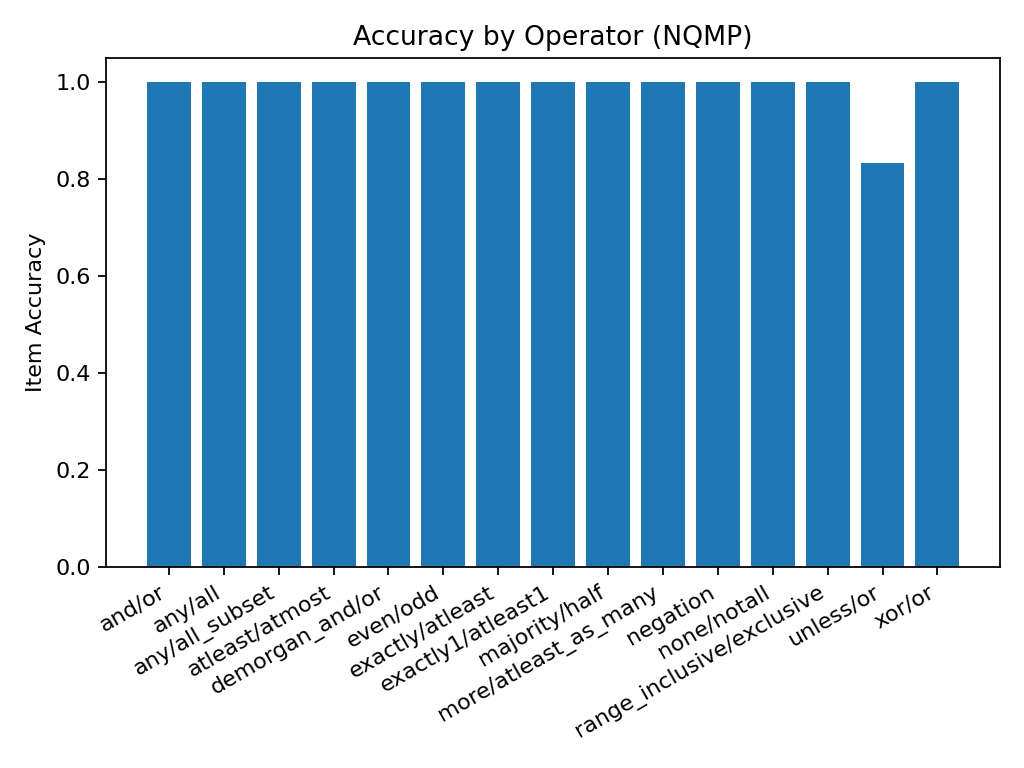 Accuracy by Operator (NQMP)
Item Accuracy
1.0
0.8
0.6
0.4
0.2
0.0
and/or
any/all
any/all_subset
atleast/atmost
demorgan_and/or
even/odd
exactly/atleast
exactly1/atleast1
majority/half
more/atleast_as_many
negation
none/notall
range_inclusive/exclusive
unless/or
xor/or